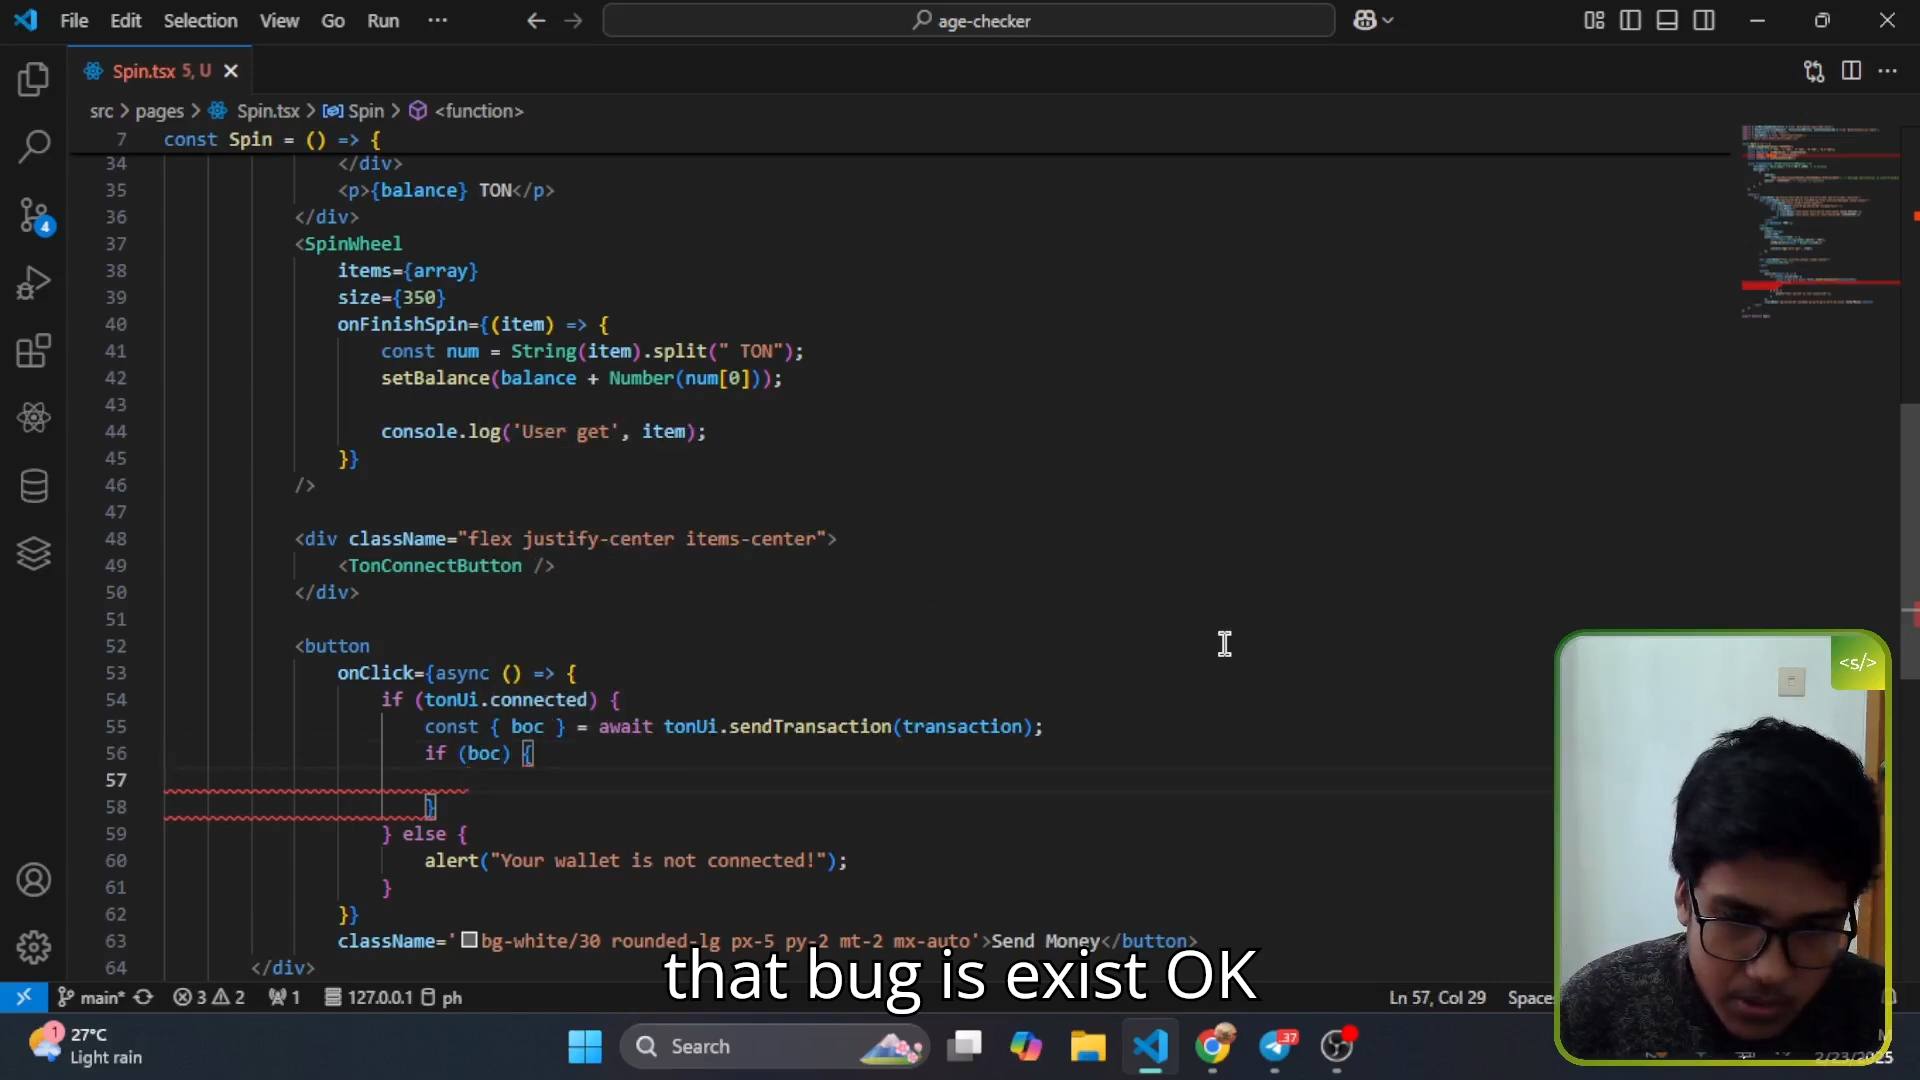 File Edit Selection View Go Run ··· age-checker
Spin.tsx 5, U
src > pages > Spin.tsx > Spin > <function>
7 const Spin = () => {
34 </div>
35 <p>{balance} TON</p>
36 </div>
37 <SpinWheel
38 items={array}
39 size={350}
40 onFinishSpin={(item) => {
41 const num = String(item).split(" TON");
42 setBalance(balance + Number(num[0]));
43
44 console.log('User get', item);
45 }}
46 />
47
48 <div className="flex justify-center items-center">
49 <TonConnectButton />
50 </div>
51
52 <button
53 onClick={async () => {
54 if (tonUi.connected) {
55 const { boc } = await tonUi.sendTransaction(transaction);
56 if (boc) {
57
58 }
59 } else {
60 alert("Your wallet is not connected!");
61 }
62 }}
63 className='bg-white/30 rounded-lg px-5 py-2 mt-2 mx-auto'>Send Money</button>
64 </div>
4
<s/>
that bug is exist OK
main* 3 2 1 127.0.0.1 ph Ln 57, Col 29
1
27°C
Light rain
Search
37